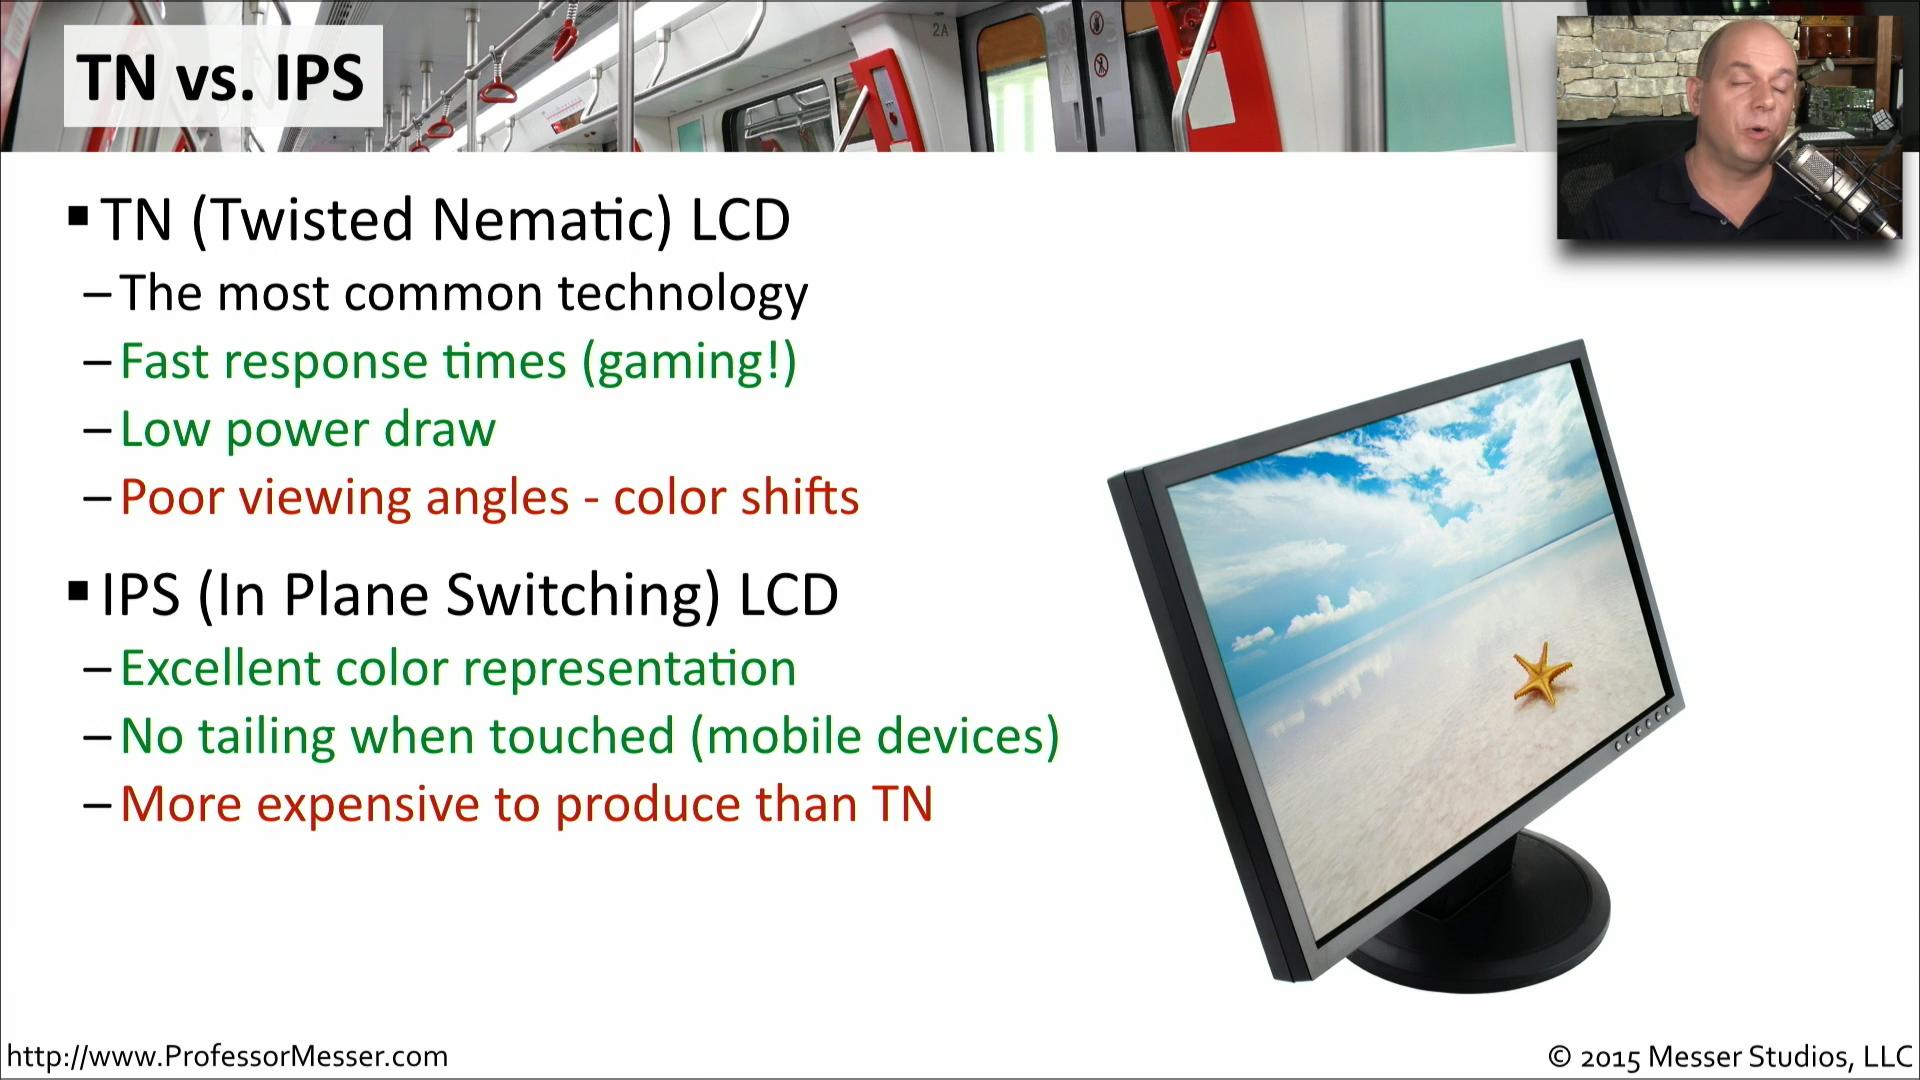 TN vs. IPS
2A
▪ TN (Twisted Nematic) LCD
– The most common technology
– Fast response times (gaming!)
– Low power draw
– Poor viewing angles - color shifts
▪ IPS (In Plane Switching) LCD
– Excellent color representation
– No tailing when touched (mobile devices)
– More expensive to produce than TN
http://www.ProfessorMesser.com
© 2015 Messer Studios, LLC